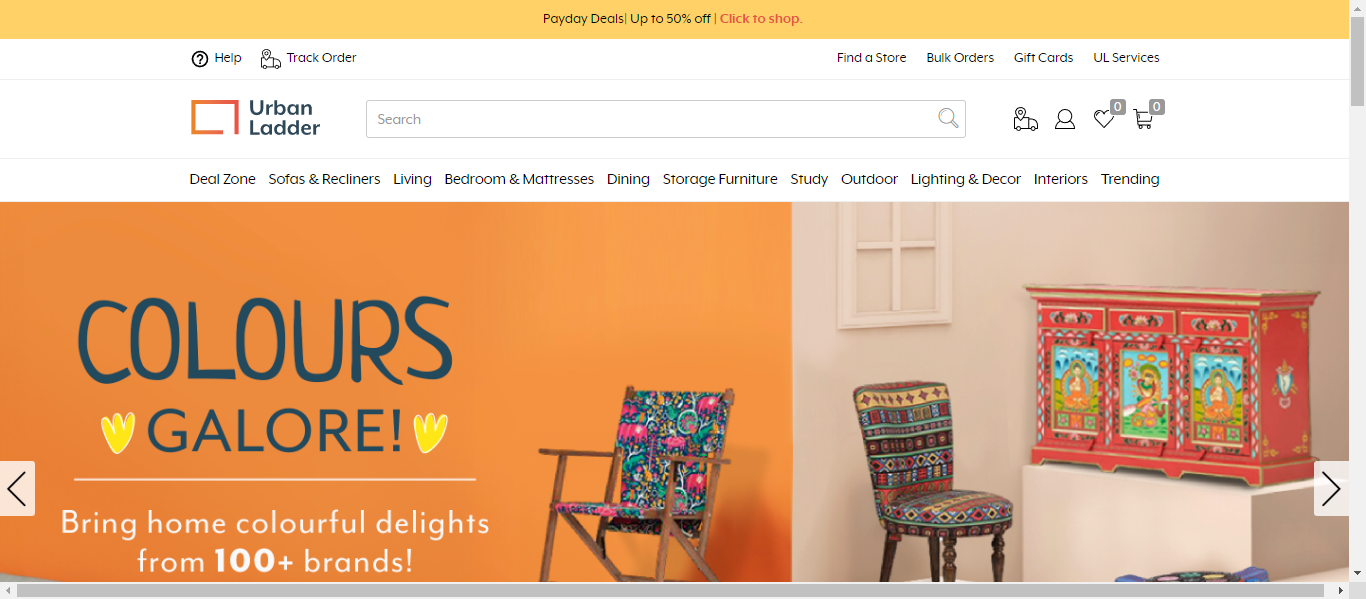 Payday Deals| Up to 50% off | Click to shop.
Help Track Order Find a Store Bulk Orders Gift Cards UL Services
Urban
Ladder
Search
0 0
Deal Zone Sofas & Recliners Living Bedroom & Mattresses Dining Storage Furniture Study Outdoor Lighting & Decor Interiors Trending
COLOURS
GALORE!
Bring home colourful delights
from 100+ brands!